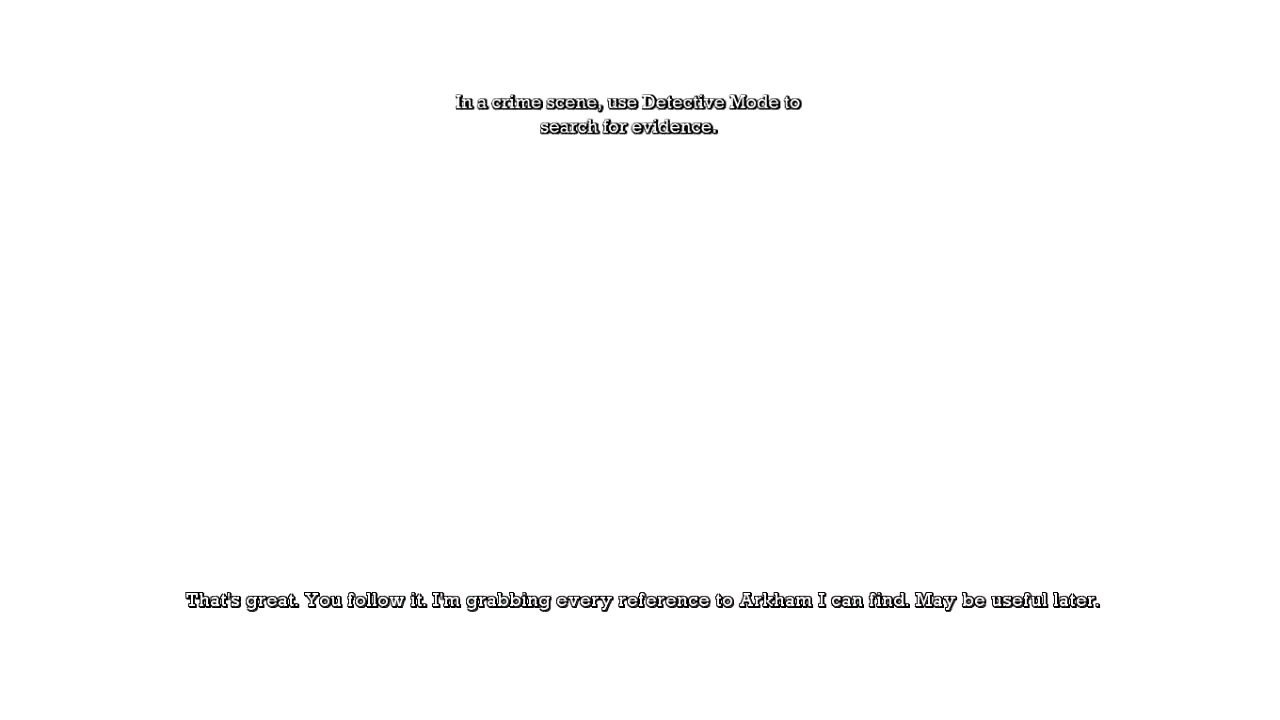 In a crime scene, use Detective Mode to
search for evidence.
That's great. You follow it. I'm grabbing every reference to Arkham I can find. May be useful later.